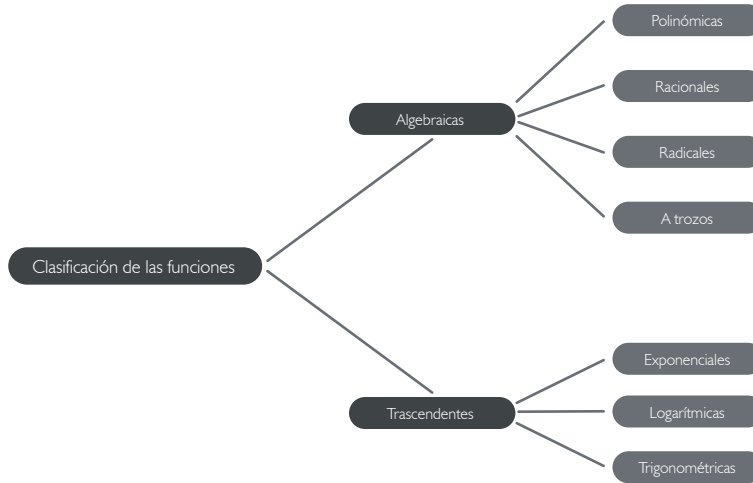 Clasificación de las funciones
Algebraicas
Polinómicas
Racionales
Radicales
A trozos
Trascendentes
Exponenciales
Logarítmicas
Trigonométricas